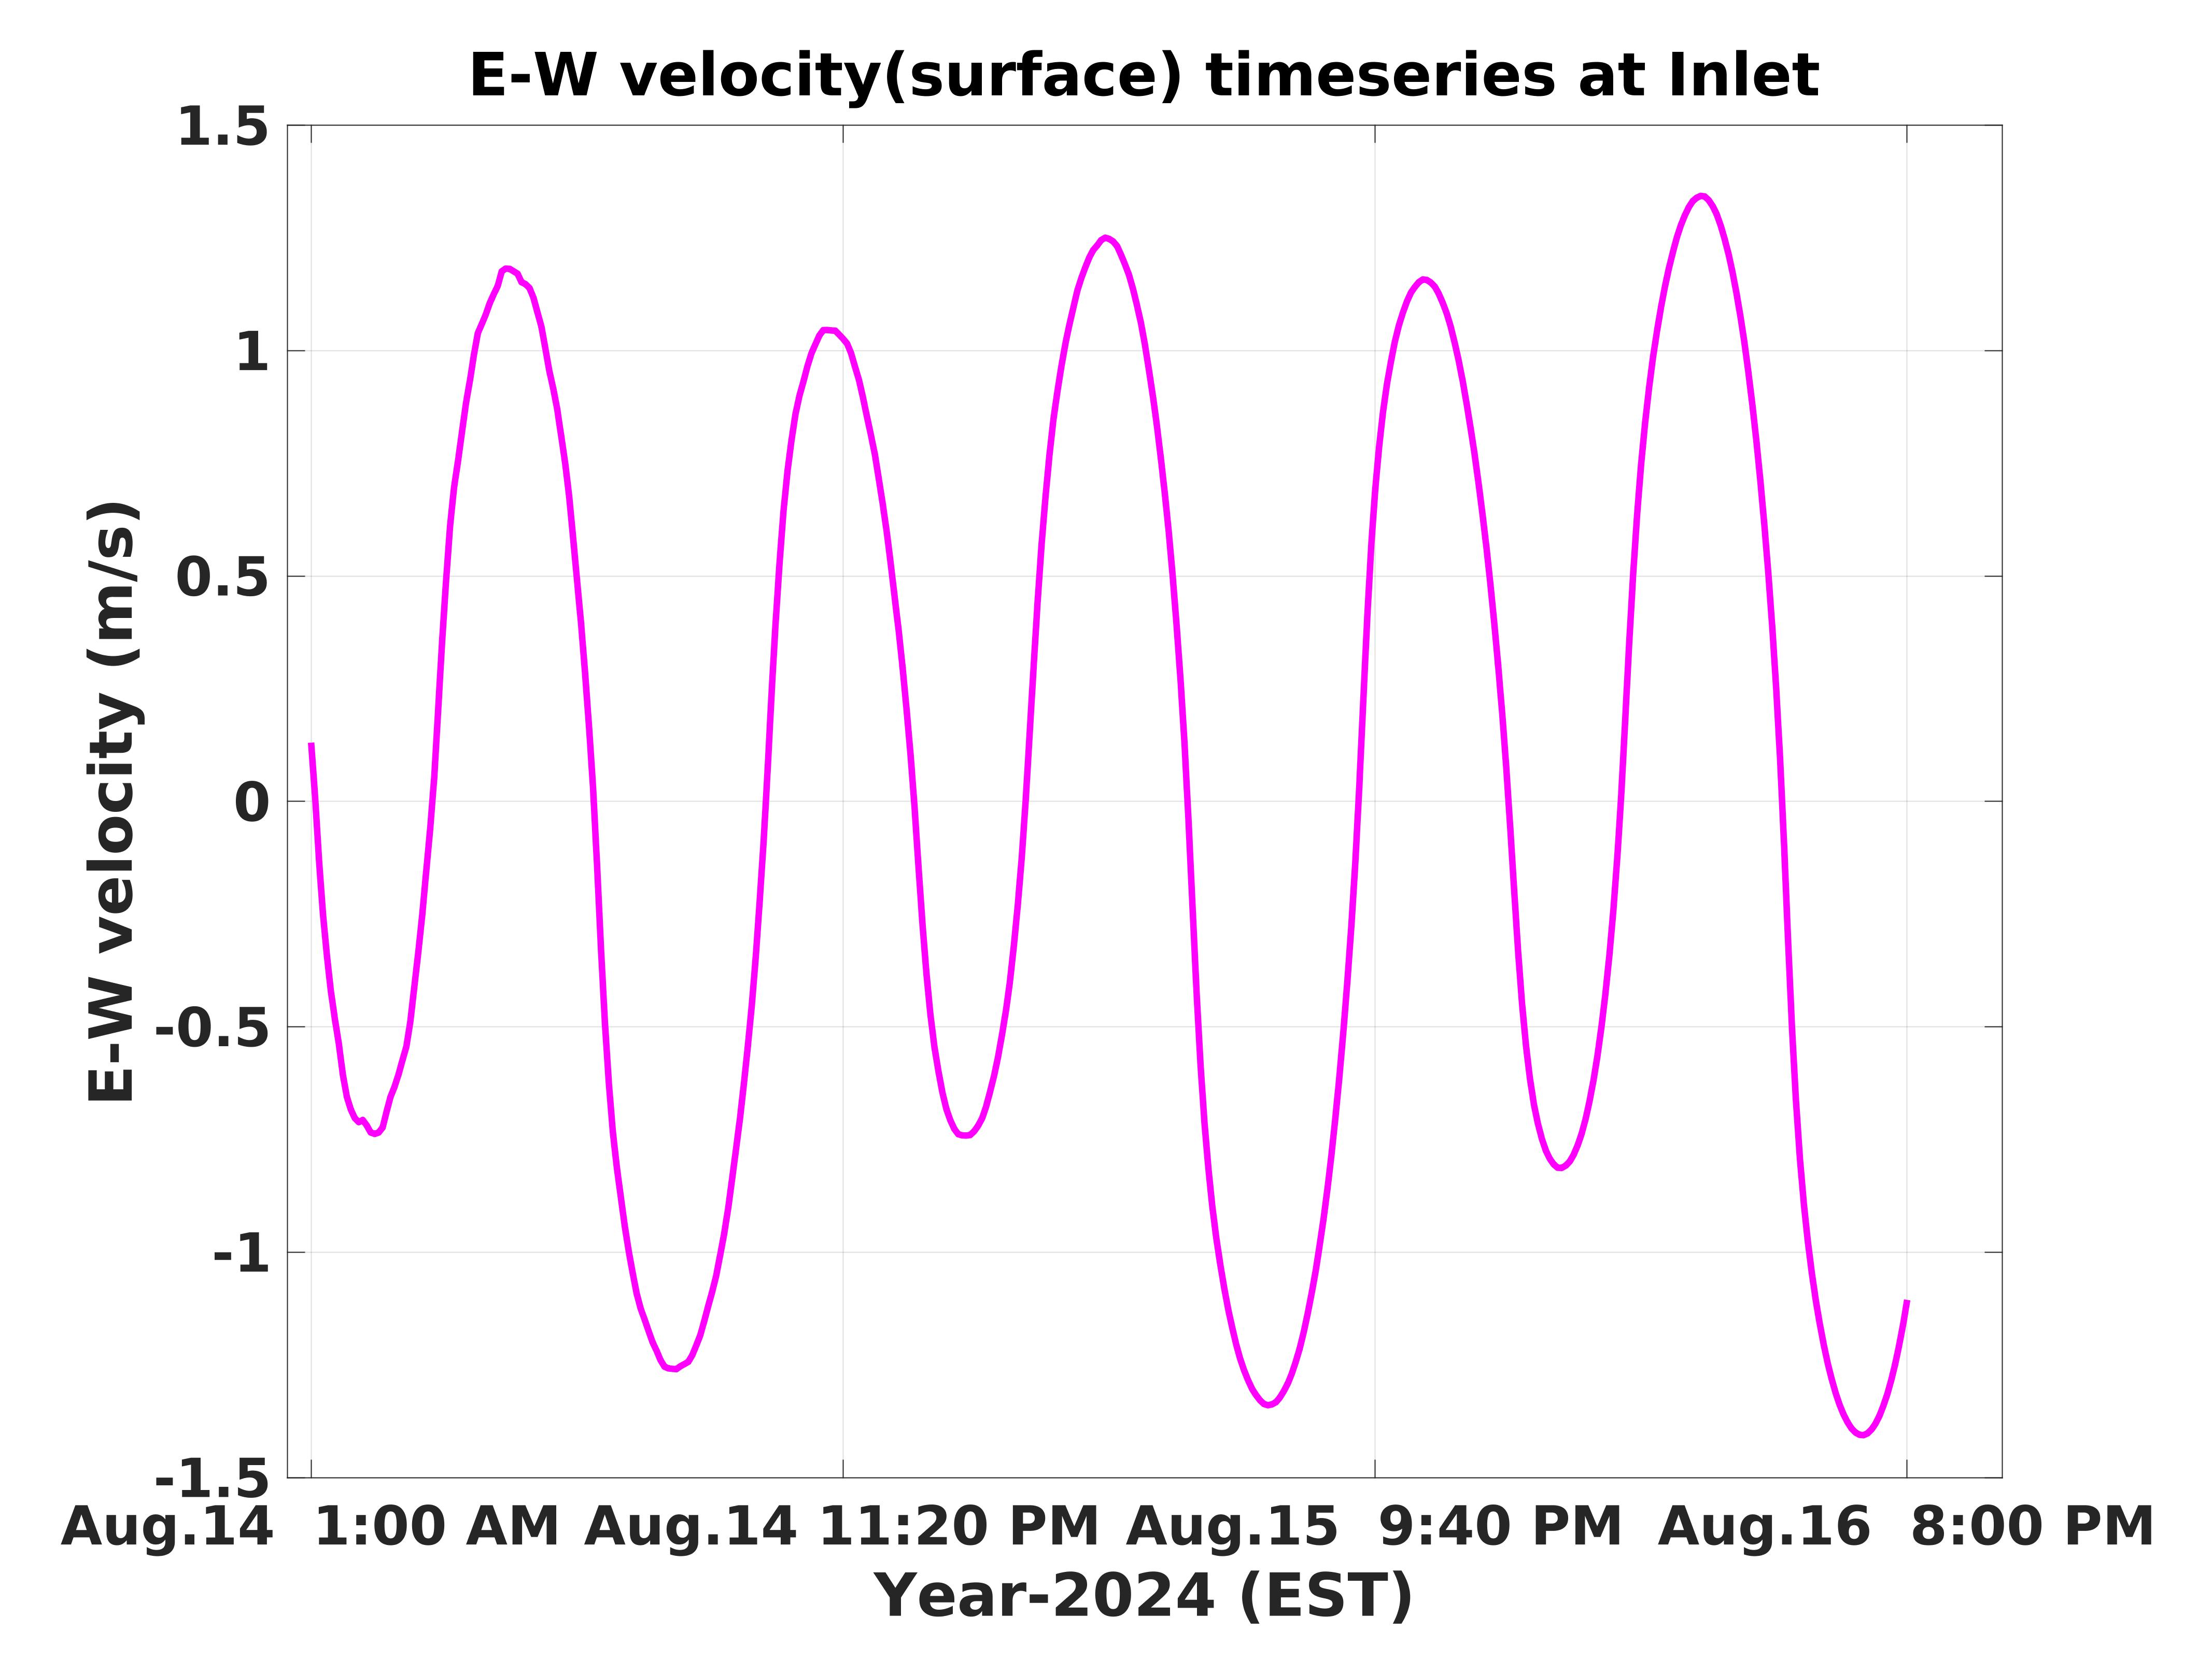 E-W velocity(surface) timeseries at Inlet
E-W velocity (m/s)
1.5
1
0.5
0
-0.5
-1
-1.5
Aug.14 1:00 AM Aug.14 11:20 PM Aug.15 9:40 PM Aug.16 8:00 PM
Year-2024 (EST)